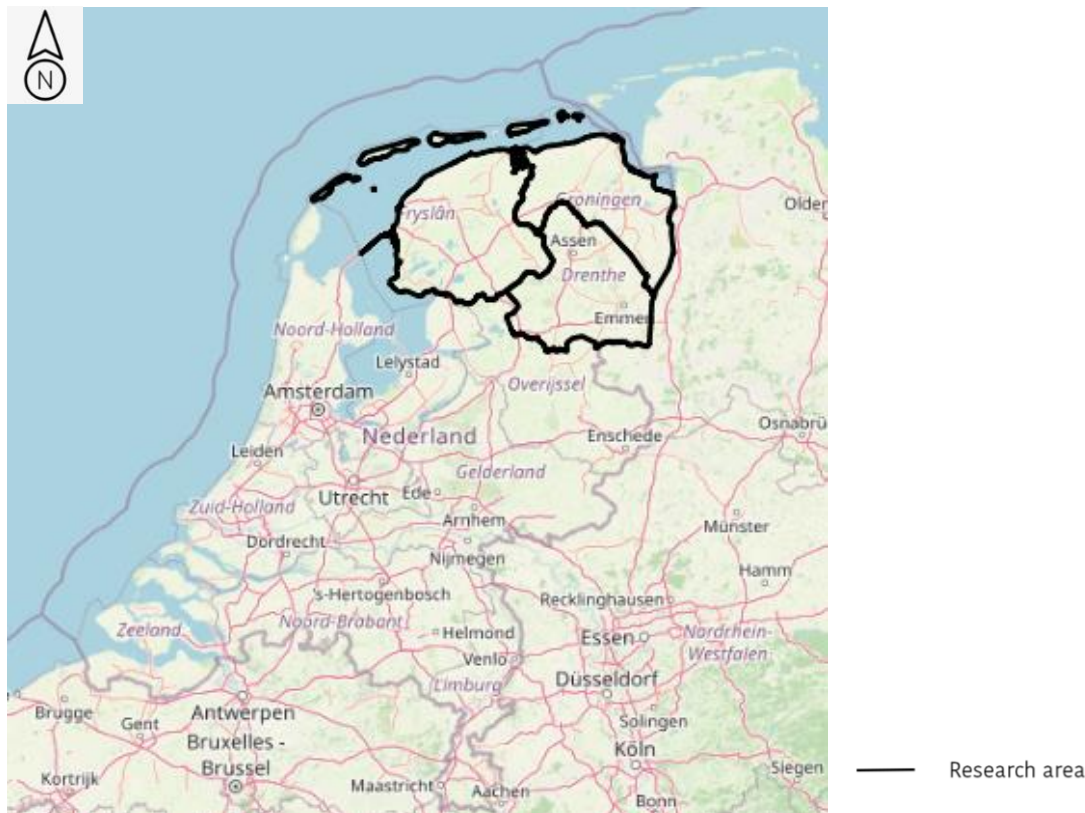 N
Olden
Groningen
Fryslân
Assen
Drenthe
Emmen
Noord-Holland
Lelystad
Overijssel
Amsterdam
Osnabrü
Nederland
Enschede
Leiden
Gelderland
Utrecht
Ede
Zuid-Holland
Arnhem
Münster
Dordrecht
Nijmegen
Hamm
's-Hertogenbosch
Recklinghausen
Zeeland
Noord-Brabant
Helmond
Essen
Nordrhein-
Westfalen
Venlo
Limburg
Düsseldorf
Brugge
Antwerpen
Gent
Solingen
Bruxelles -
Brussel
Köln
Siegen
Research area
Kortrijk
Maastricht
Aachen
Bonn